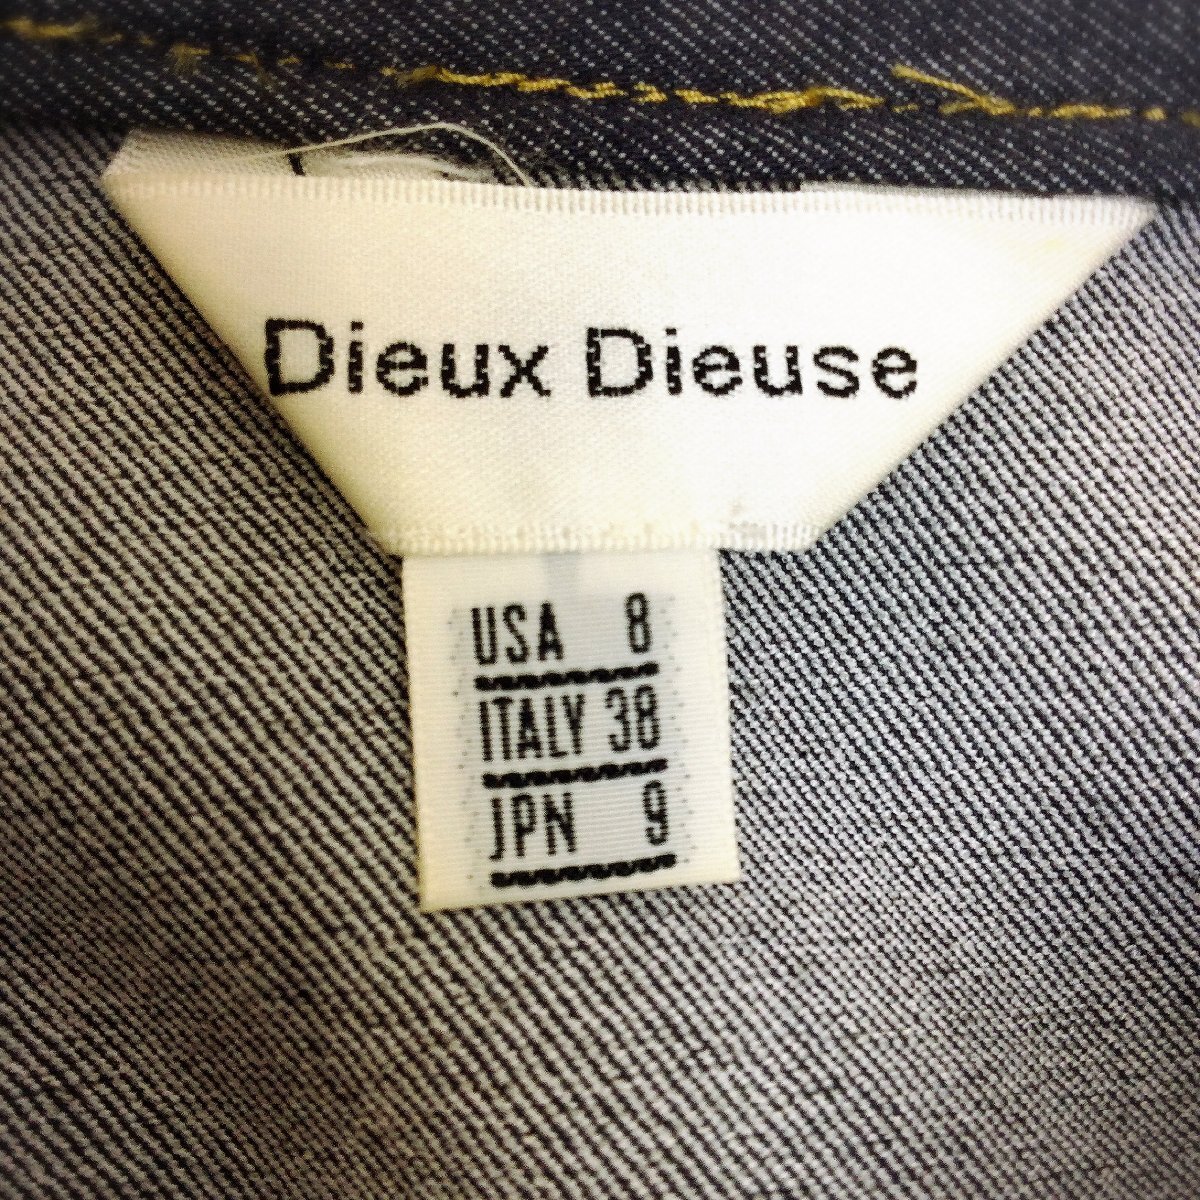 Dieux Dieuse
USA 8
ITALY 38
JPN 9